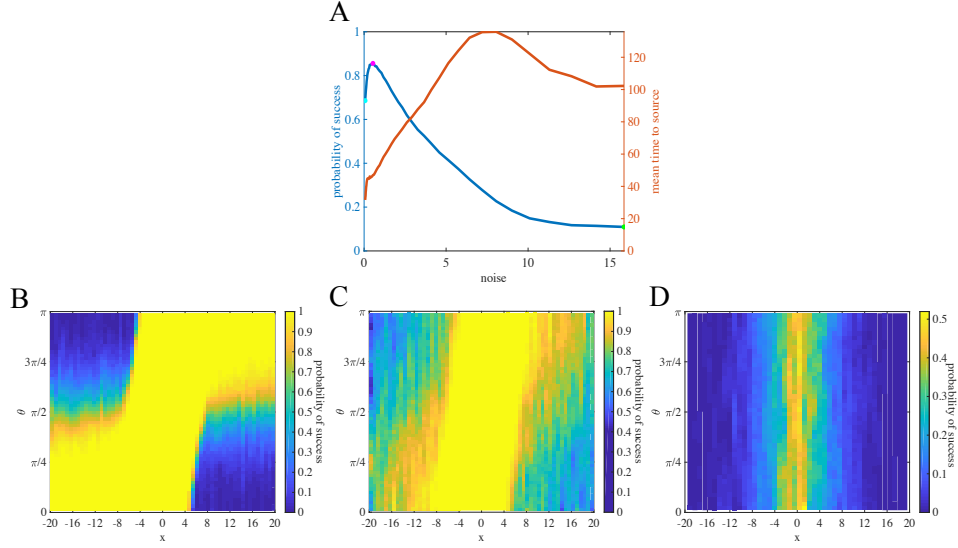 A
1
0.8
0.6
0.4
0.2
0
probability of success
120
100
80
60
40
20
0
mean time to source
0 5 10 15
noise
B
π
3π/4
π/2
π/4
0
θ
-20 -16 -12 -8 -4 0 4 8 12 16 20
x
1
0.9
0.8
0.7
0.6
0.5
0.4
0.3
0.2
0.1
0
probability of success
C
-20 -16 -12 -8 -4 0 4 8 12 16 20
x
π
3π/4
π/2
π/4
0
θ
1
0.9
0.8
0.7
0.6
0.5
0.4
0.3
0.2
0.1
0
probability of success
D
π
3π/4
π/2
π/4
0
θ
-20 -16 -12 -8 -4 0 4 8 12 16 20
x
0.5
0.4
0.3
0.2
0.1
0
probability of success